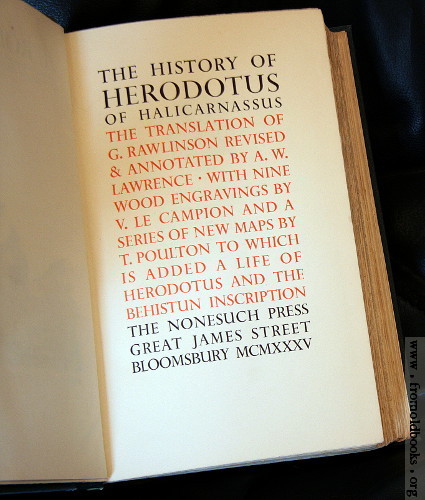 THE HISTORY OF
HERODOTUS
OF HALICARNASSUS
THE TRANSLATION OF
G. RAWLINSON REVISED
& ANNOTATED BY A. W.
LAWRENCE · WITH NINE
WOOD ENGRAVINGS BY
V. LE CAMPION AND A
SERIES OF NEW MAPS BY
T. POULTON TO WHICH
IS ADDED A LIFE OF
HERODOTUS AND THE
BEHISTUN INSCRIPTION
THE NONESUCH PRESS
GREAT JAMES STREET
BLOOMSBURY MCMXXXV
www.fromoldbooks.org